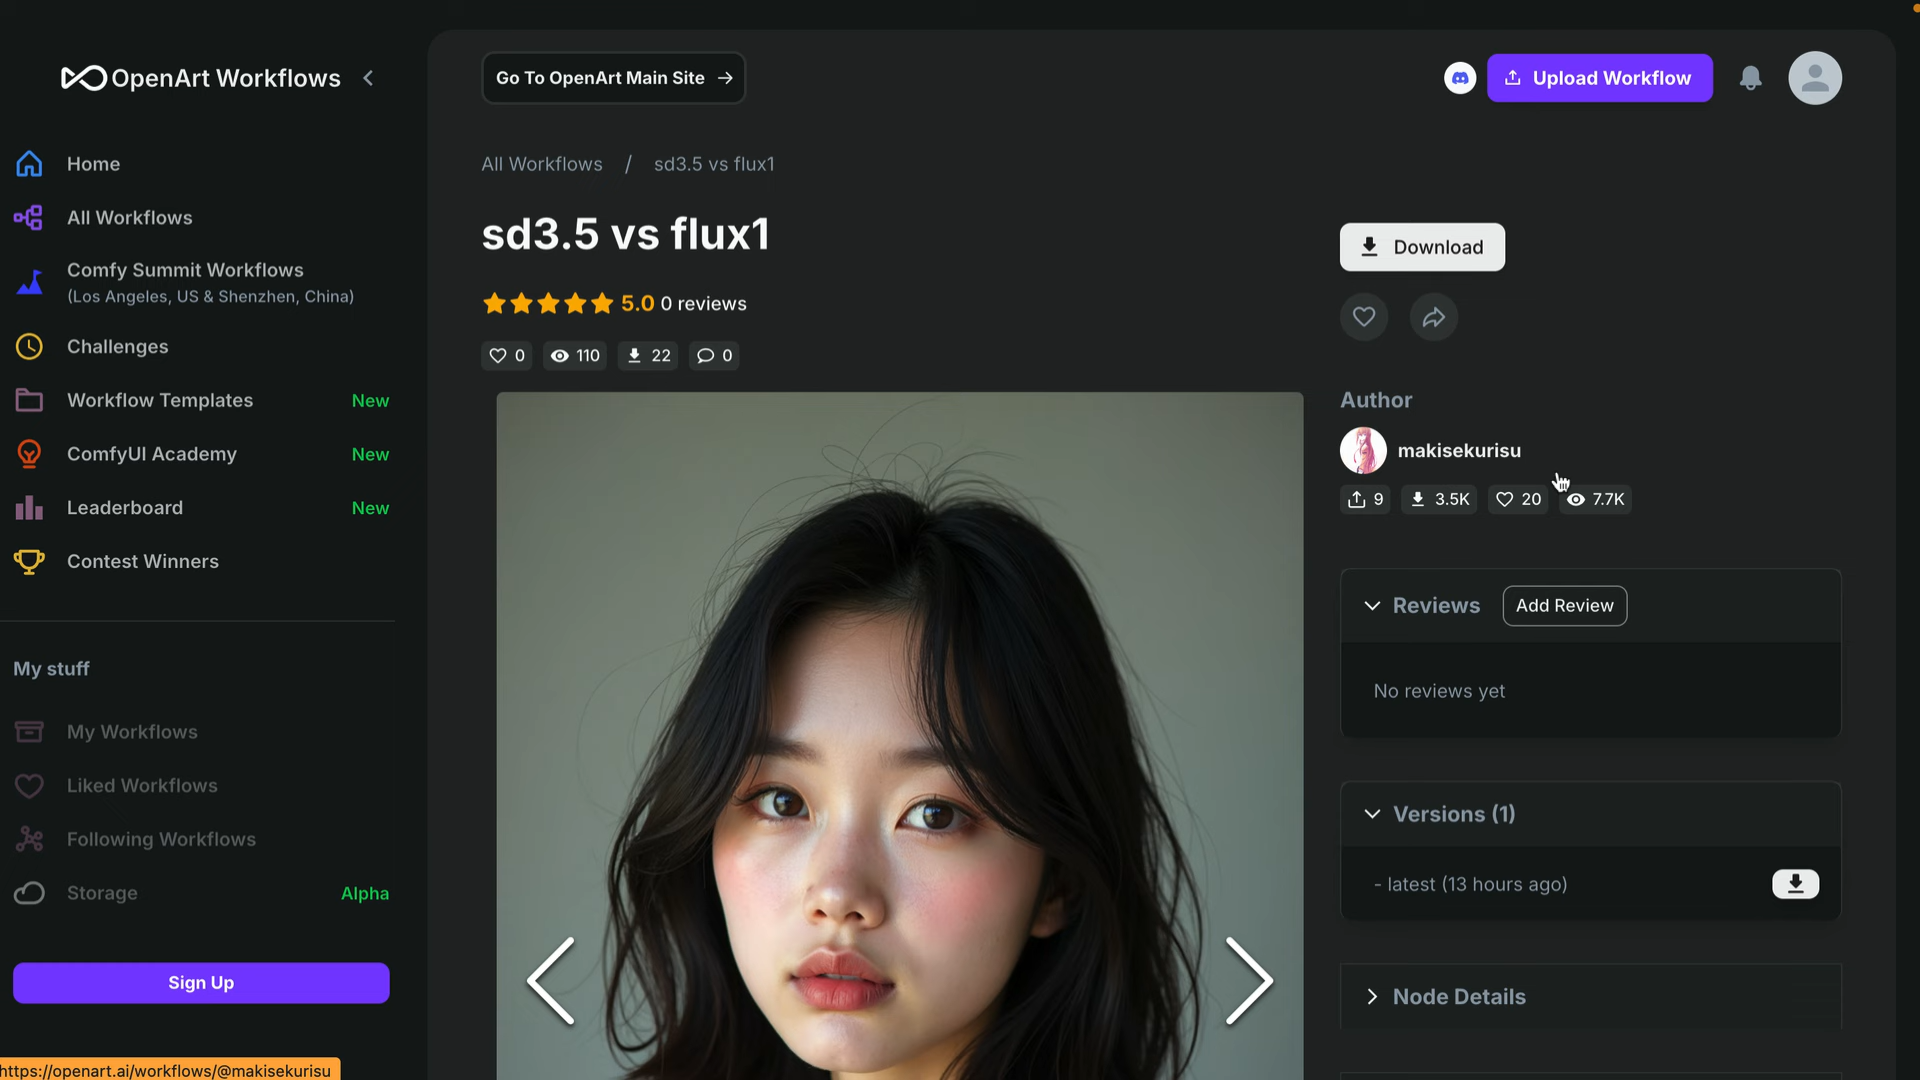 OpenArt Workflows
Go To OpenArt Main Site →
Upload Workflow
Home
All Workflows
Comfy Summit Workflows
(Los Angeles, US & Shenzhen, China)
Challenges
Workflow Templates New
ComfyUI Academy New
Leaderboard New
Contest Winners
My stuff
My Workflows
Liked Workflows
Following Workflows
Storage Alpha
Sign Up
https://openart.ai/workflows/@makisekurisu
All Workflows / sd3.5 vs flux1
sd3.5 vs flux1
5.0 0 reviews
0 110 22 0
Download
Author
makisekurisu
9 3.5K 20 7.7K
Reviews Add Review
No reviews yet
Versions (1)
- latest (13 hours ago)
Node Details